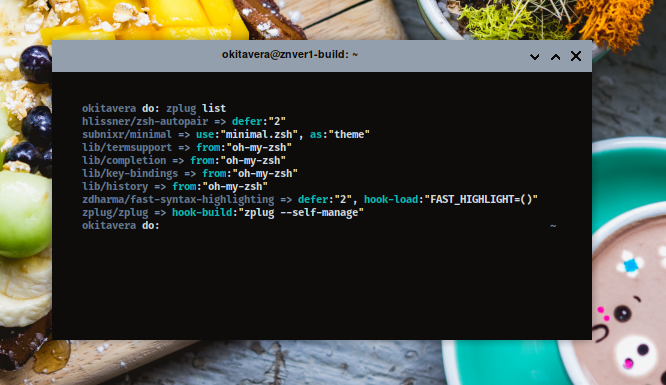 okitavera@znver1-build: ~
okitavera do: zplug list
hlissner/zsh-autopair => defer:"2"
subnixr/minimal => use:"minimal.zsh", as:"theme"
lib/termsupport => from:"oh-my-zsh"
lib/completion => from:"oh-my-zsh"
lib/key-bindings => from:"oh-my-zsh"
lib/history => from:"oh-my-zsh"
zdharma/fast-syntax-highlighting => defer:"2", hook-load:"FAST_HIGHLIGHT=()"
zplug/zplug => hook-build:"zplug --self-manage"
okitavera do: ~